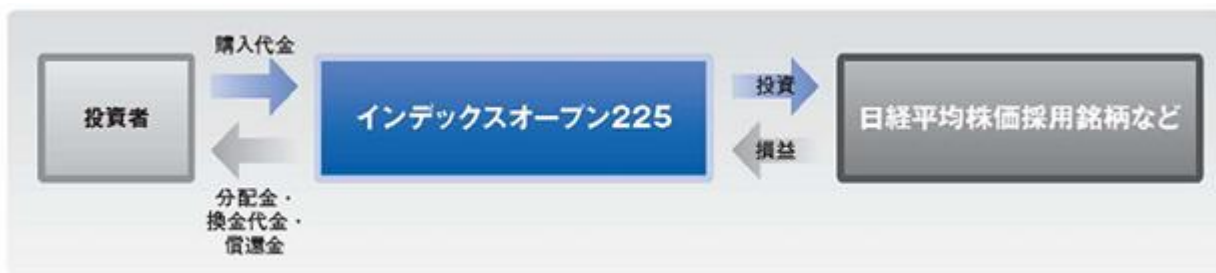 購入代金
投資者
インデックスオープン225
投資
損益
日経平均株価採用銘柄など
分配金・
換金代金・
償還金